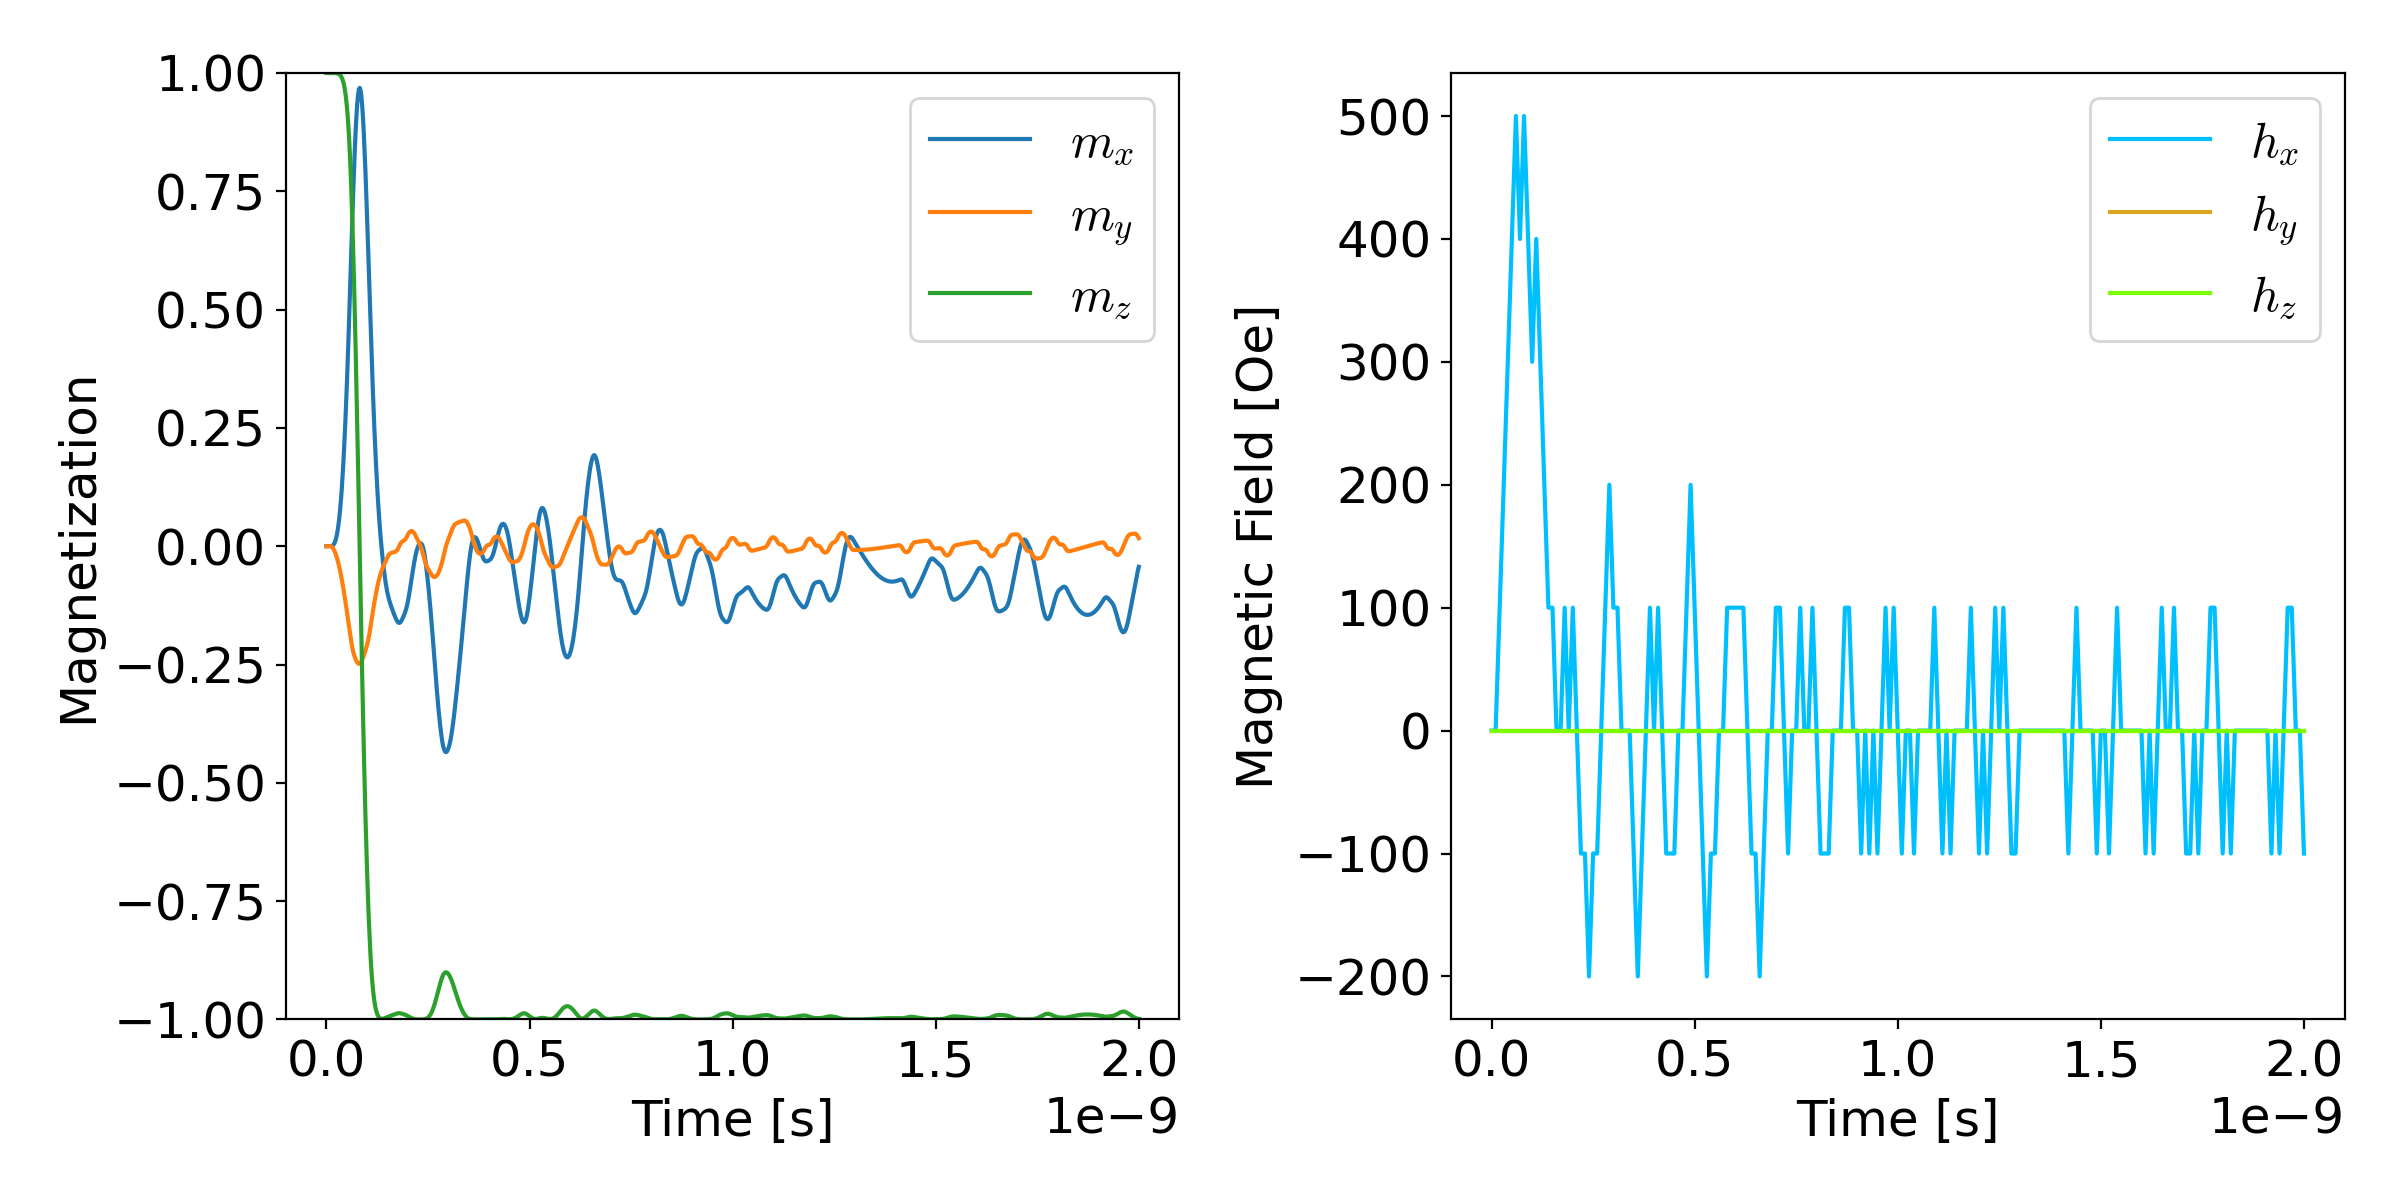 1.00
0.75
0.50
0.25
0.00
−0.25
−0.50
−0.75
−1.00
Magnetization
0.0 0.5 1.0 1.5 2.0
Time [s]
1e−9
m_x
m_y
m_z
500
400
300
200
100
0
−100
−200
Magnetic Field [Oe]
0.0 0.5 1.0 1.5 2.0
Time [s]
1e−9
h_x
h_y
h_z